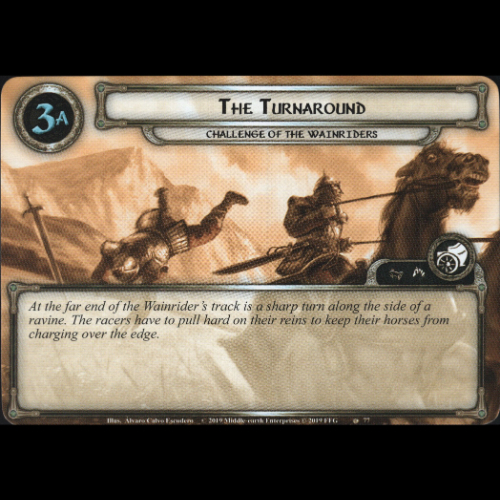 3A
The Turnaround
Challenge of the Wainriders
At the far end of the Wainrider's track is a sharp turn along the side of a
ravine. The racers have to pull hard on their reins to keep their horses from
charging over the edge.
Illus. Álvaro Calvo Escudero © 2019 Middle-earth Enterprises © 2019 FFG 77